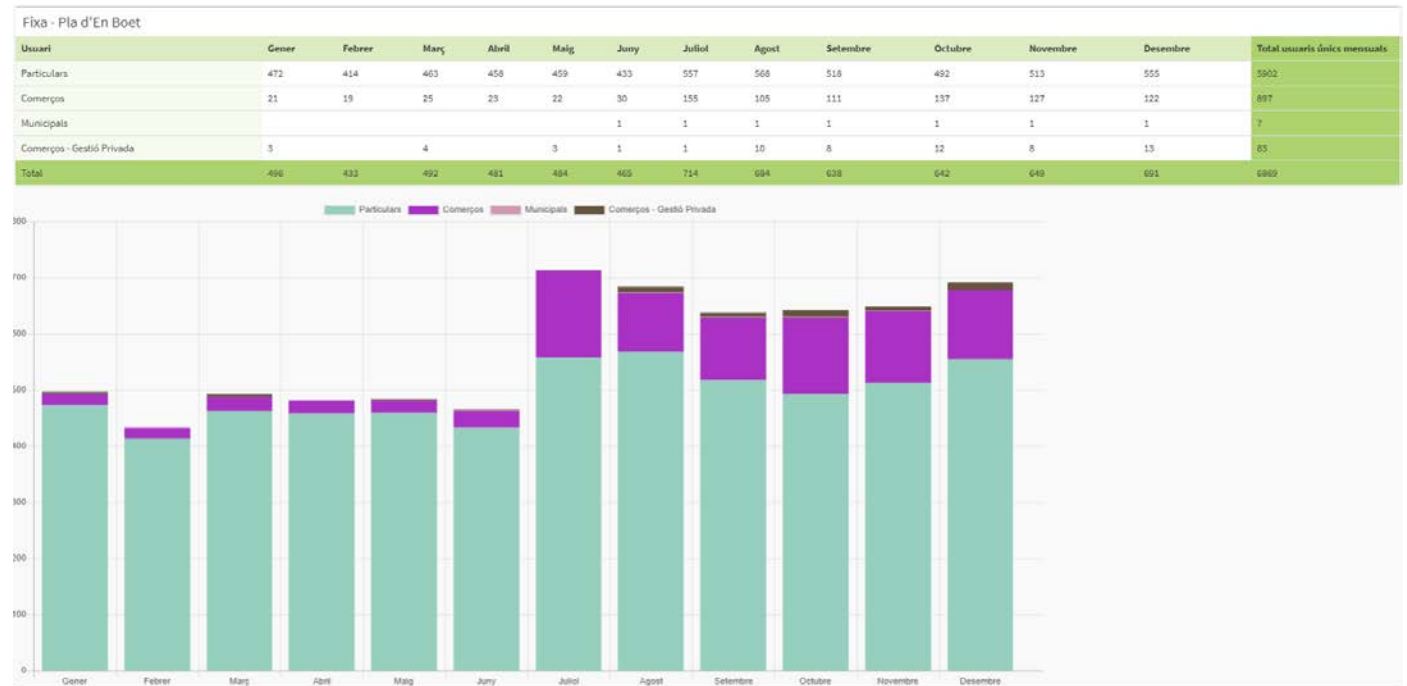 Fixa - Pla d'En Boet
Usuari Gener Febrer Març Abril Maig Juny Juliol Agost Setembre Octubre Novembre Desembre Total usuaris únics mensuals
Particulars 472 414 463 458 459 433 557 568 518 492 513 555 5902
Comerços 21 19 25 23 22 30 155 105 111 137 127 122 897
Municipals 1 1 1 1 1 1 1 7
Comerços - Gestió Privada 3 4 3 1 1 10 8 12 8 13 63
Total 496 433 492 481 484 465 714 684 638 642 649 691 6869
Particulars Comerços Municipals Comerços - Gestió Privada
800
700
600
500
400
300
200
100
0
Gener Febrer Març Abril Maig Juny Juliol Agost Setembre Octubre Novembre Desembre